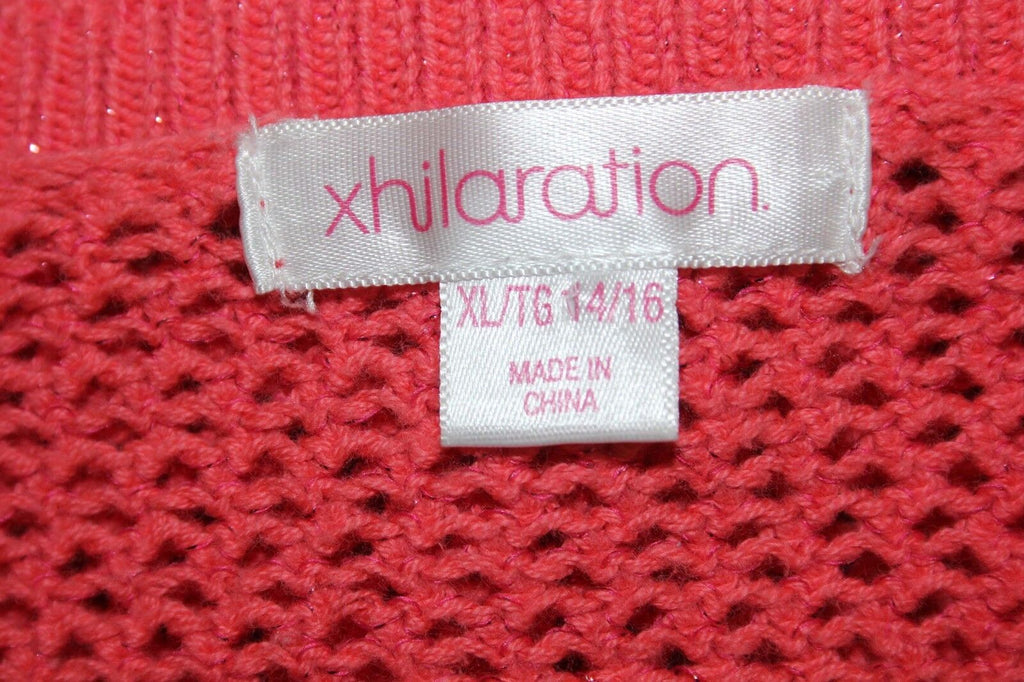 xhilaration.
XL/TG 14/16
MADE IN
CHINA